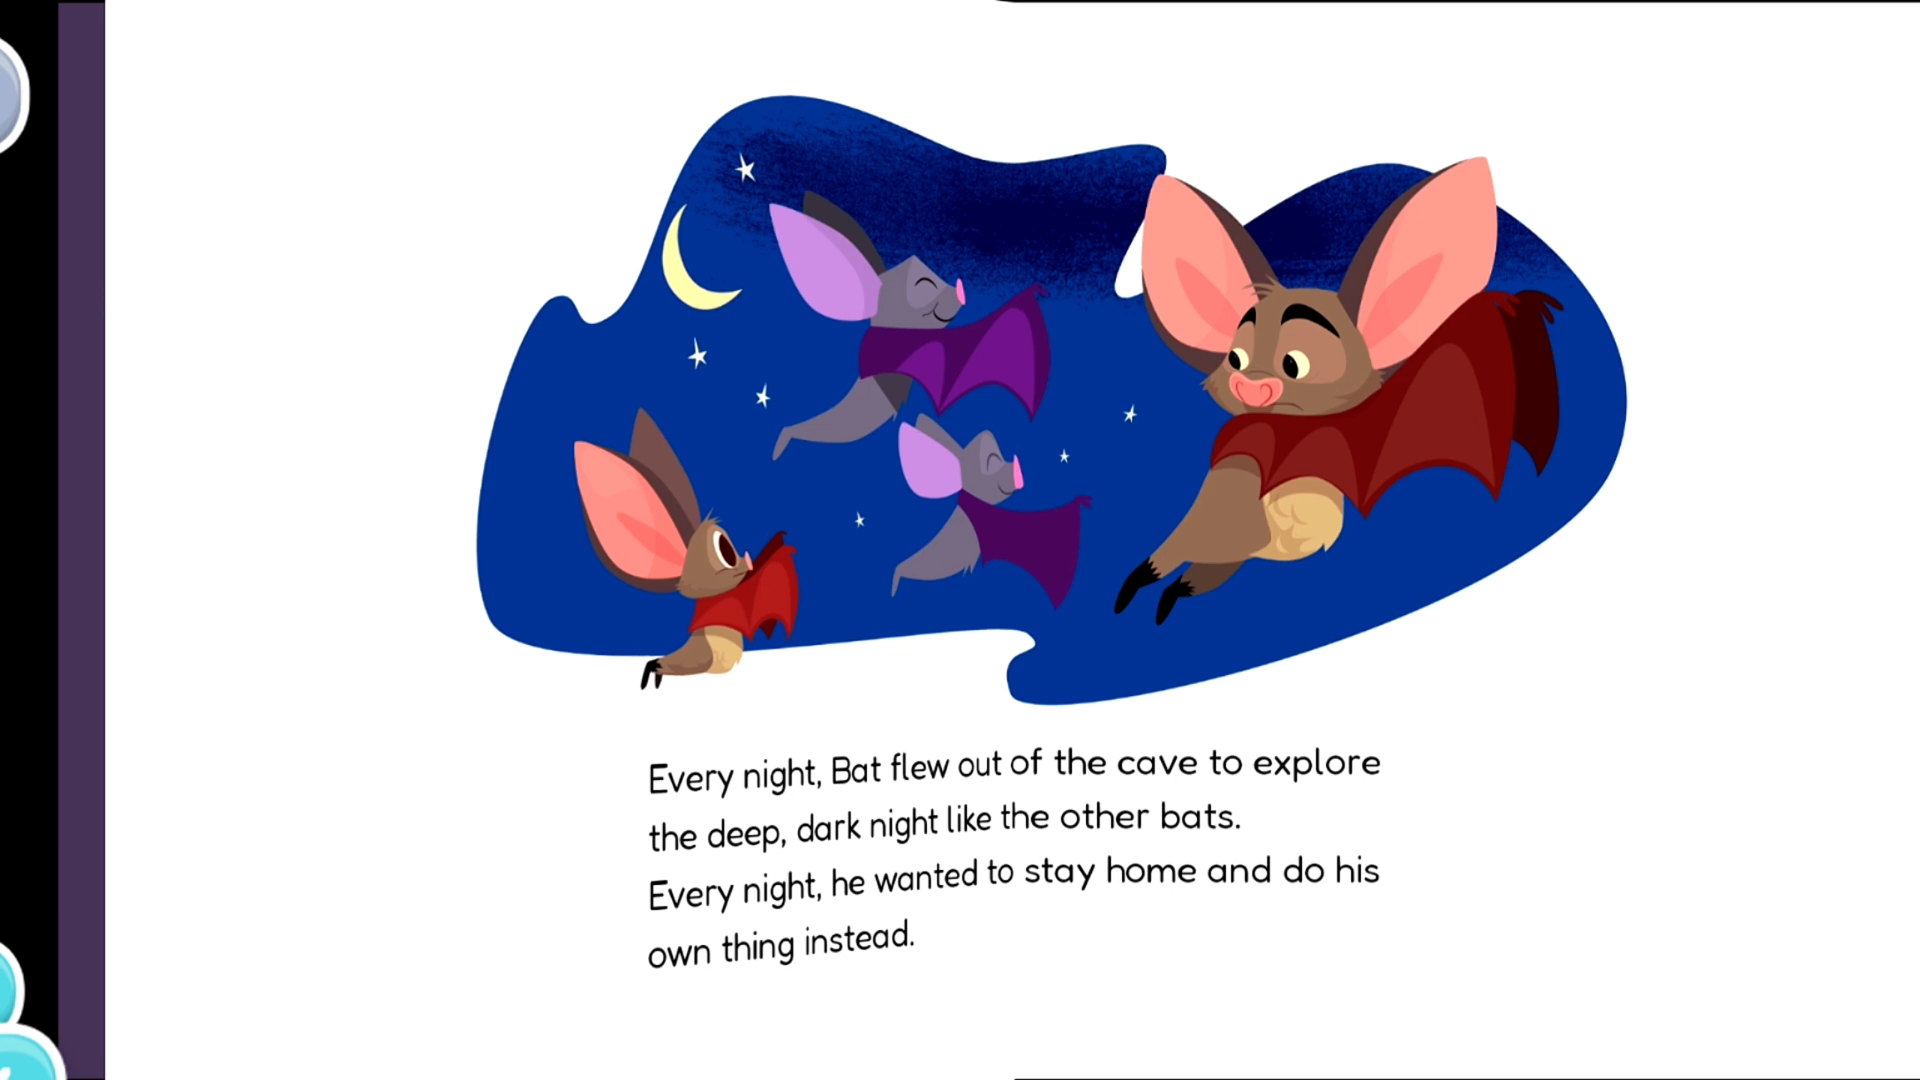 Every night, Bat flew out of the cave to explore
the deep, dark night like the other bats.
Every night, he wanted to stay home and do his
own thing instead.